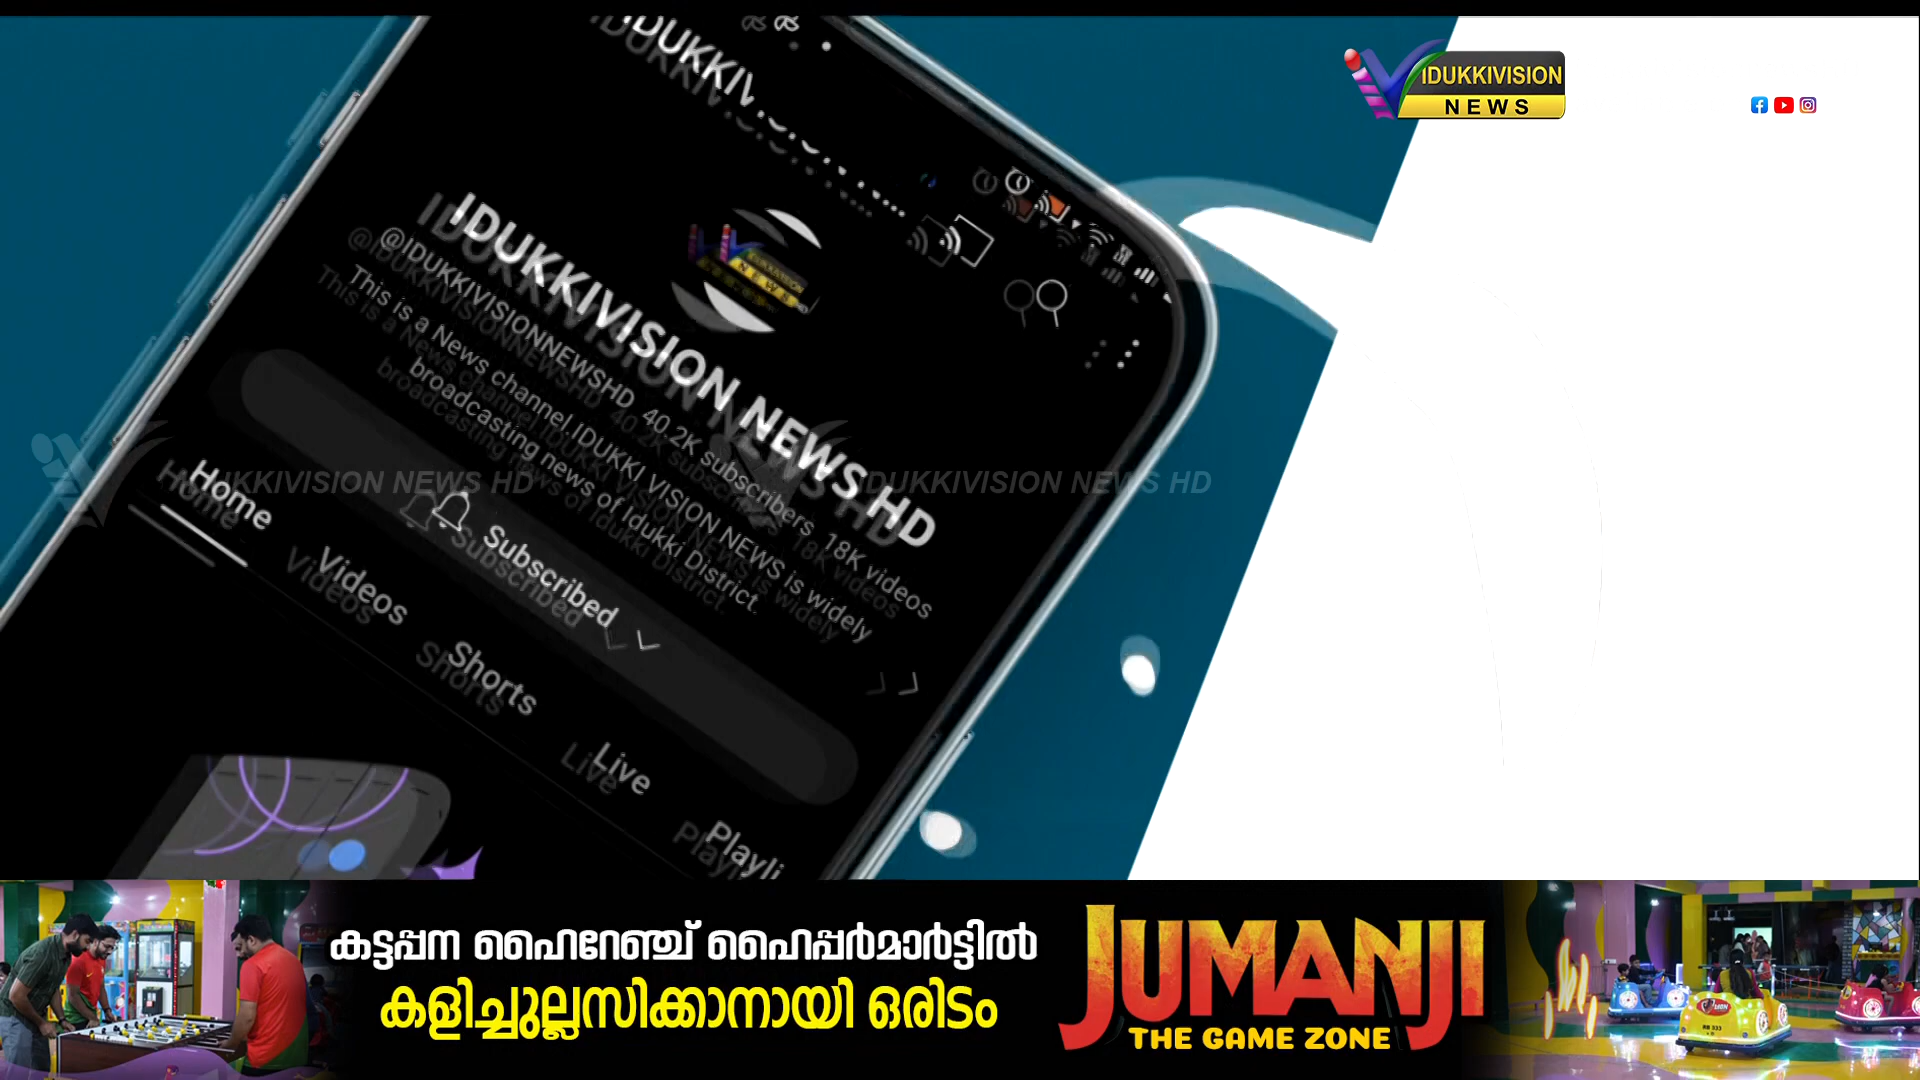 IDUKKIVISION
NEWS
IDUKKIVISION NEWS HD
@IDUKKIVISIONNEWSHD 40.2K subscribers 18K videos
This is a News channel.IDUKKI VISION NEWS is widely
broadcasting news of Idukki District.
Subscribed
Home
Videos
Shorts
Live
Playli
UKKIVISION NEWS HD
IDUKKIVISION NEWS HD
കട്ടപ്പന ഹൈറേഞ്ച് ഹൈപ്പർമാർട്ടിൽ
കളിച്ചുല്ലസിക്കാനായി ഒരിടം
JUMANJI
THE GAME ZONE